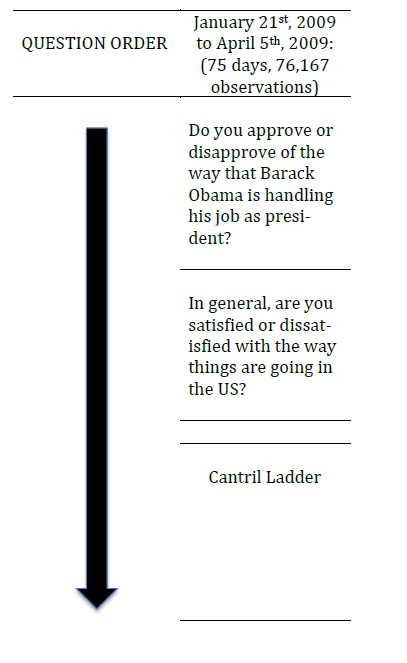 QUESTION ORDER
January 21st, 2009
to April 5th, 2009:
(75 days, 76,167
observations)
Do you approve or
disapprove of the
way that Barack
Obama is handling
his job as presi-
dent?
In general, are you
satisfied or dissat-
isfied with the way
things are going in
the US?
Cantril Ladder